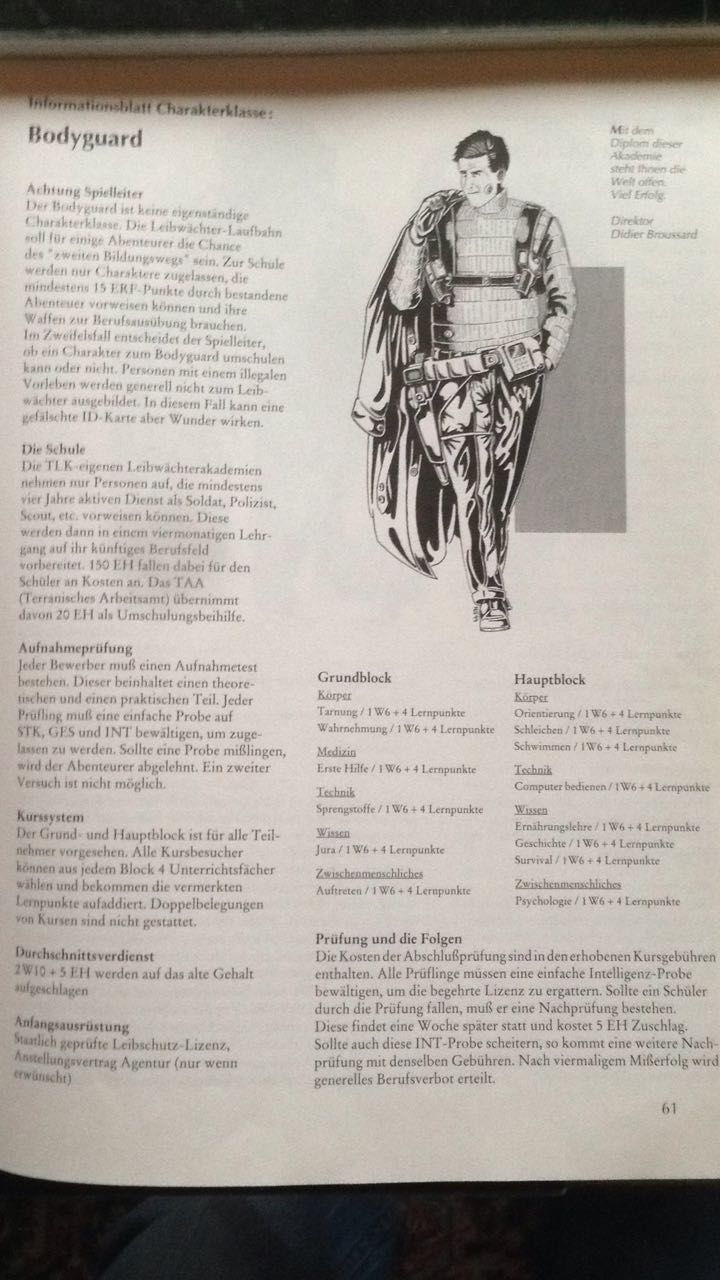 Informationsblatt Charakterklasse:
Bodyguard
Achtung Spielleiter
Der Bodyguard ist keine eigenständige
Charakterklasse. Die Leibwächter-Laufbahn
soll für einige Abenteurer die Chance
des "zweiten Bildungswegs" sein. Zur Schule
werden nur Charaktere zugelassen, die
mindestens 15 ERF-Punkte durch bestandene
Abenteuer vorweisen können und ihre
Waffen zur Berufsausübung brauchen.
Im Zweifelsfall entscheidet der Spielleiter,
ob ein Charakter zum Bodyguard umschulen
kann oder nicht. Personen mit einem illegalen
Vorleben werden generell nicht zum Leib-
wächter ausgebildet. In diesem Fall kann eine
gefälschte ID-Karte aber Wunder wirken.
Die Schule
Die TLK-eigenen Leibwächterakademien
nehmen nur Personen auf, die mindestens
vier Jahre aktiven Dienst als Soldat, Polizist,
Scout, etc. vorweisen können. Diese
werden dann in einem viermonatigen Lehr-
gang auf ihr künftiges Berufsfeld
vorbereitet. 150 EH fallen dabei für den
Schüler an Kosten an. Das TAA
(Terranisches Arbeitsamt) übernimmt
davon 20 EH als Umschulungsbeihilfe.
Aufnahmeprüfung
Jeder Bewerber muß einen Aufnahmetest
bestehen. Dieser beinhaltet einen theore-
tischen und einen praktischen Teil. Jeder
Prüfling muß eine einfache Probe auf
STK, GES und INT bewältigen, um zuge-
lassen zu werden. Sollte eine Probe mißlingen,
wird der Abenteurer abgelehnt. Ein zweiter
Versuch ist nicht möglich.
Kurssystem
Der Grund- und Hauptblock ist für alle Teil-
nehmer vorgesehen. Alle Kursbesucher
können aus jedem Block 4 Unterrichtsfächer
wählen und bekommen die vermerkten
Lernpunkte aufaddiert. Doppelbelegungen
von Kursen sind nicht gestattet.
Durchschnittsverdienst
2W10 + 5 EH werden auf das alte Gehalt
aufgeschlagen
Anfangsausrüstung
Staatlich geprüfte Leibschutz-Lizenz,
Anstellungsvertrag Agentur (nur wenn
erwünscht)
Mit dem
Diplom dieser
Akademie
steht Ihnen die
Welt offen.
Viel Erfolg.
Direktor
Didier Broussard
Grundblock
Körper
Tarnung / 1W6 + 4 Lernpunkte
Wahrnehmung / 1W6 + 4 Lernpunkte
Medizin
Erste Hilfe / 1W6 + 4 Lernpunkte
Technik
Sprengstoffe / 1W6 + 4 Lernpunkte
Wissen
Jura / 1W6 + 4 Lernpunkte
Zwischenmenschliches
Auftreten / 1W6 + 4 Lernpunkte
Hauptblock
Körper
Orientierung / 1W6 + 4 Lernpunkte
Schleichen / 1W6 + 4 Lernpunkte
Schwimmen / 1W6 + 4 Lernpunkte
Technik
Computer bedienen / 1W6 + 4 Lernpunkte
Wissen
Ernährungslehre / 1W6 + 4 Lernpunkte
Geschichte / 1W6 + 4 Lernpunkte
Survival / 1W6 + 4 Lernpunkte
Zwischenmenschliches
Psychologie / 1W6 + 4 Lernpunkte
Prüfung und die Folgen
Die Kosten der Abschlußprüfung sind in den erhobenen Kursgebühren
enthalten. Alle Prüflinge müssen eine einfache Intelligenz-Probe
bewältigen, um die begehrte Lizenz zu ergattern. Sollte ein Schüler
durch die Prüfung fallen, muß er eine Nachprüfung bestehen.
Diese findet eine Woche später statt und kostet 5 EH Zuschlag.
Sollte auch diese INT-Probe scheitern, so kommt eine weitere Nach-
prüfung mit denselben Gebühren. Nach viermaligem Mißerfolg wird
generelles Berufsverbot erteilt.
61